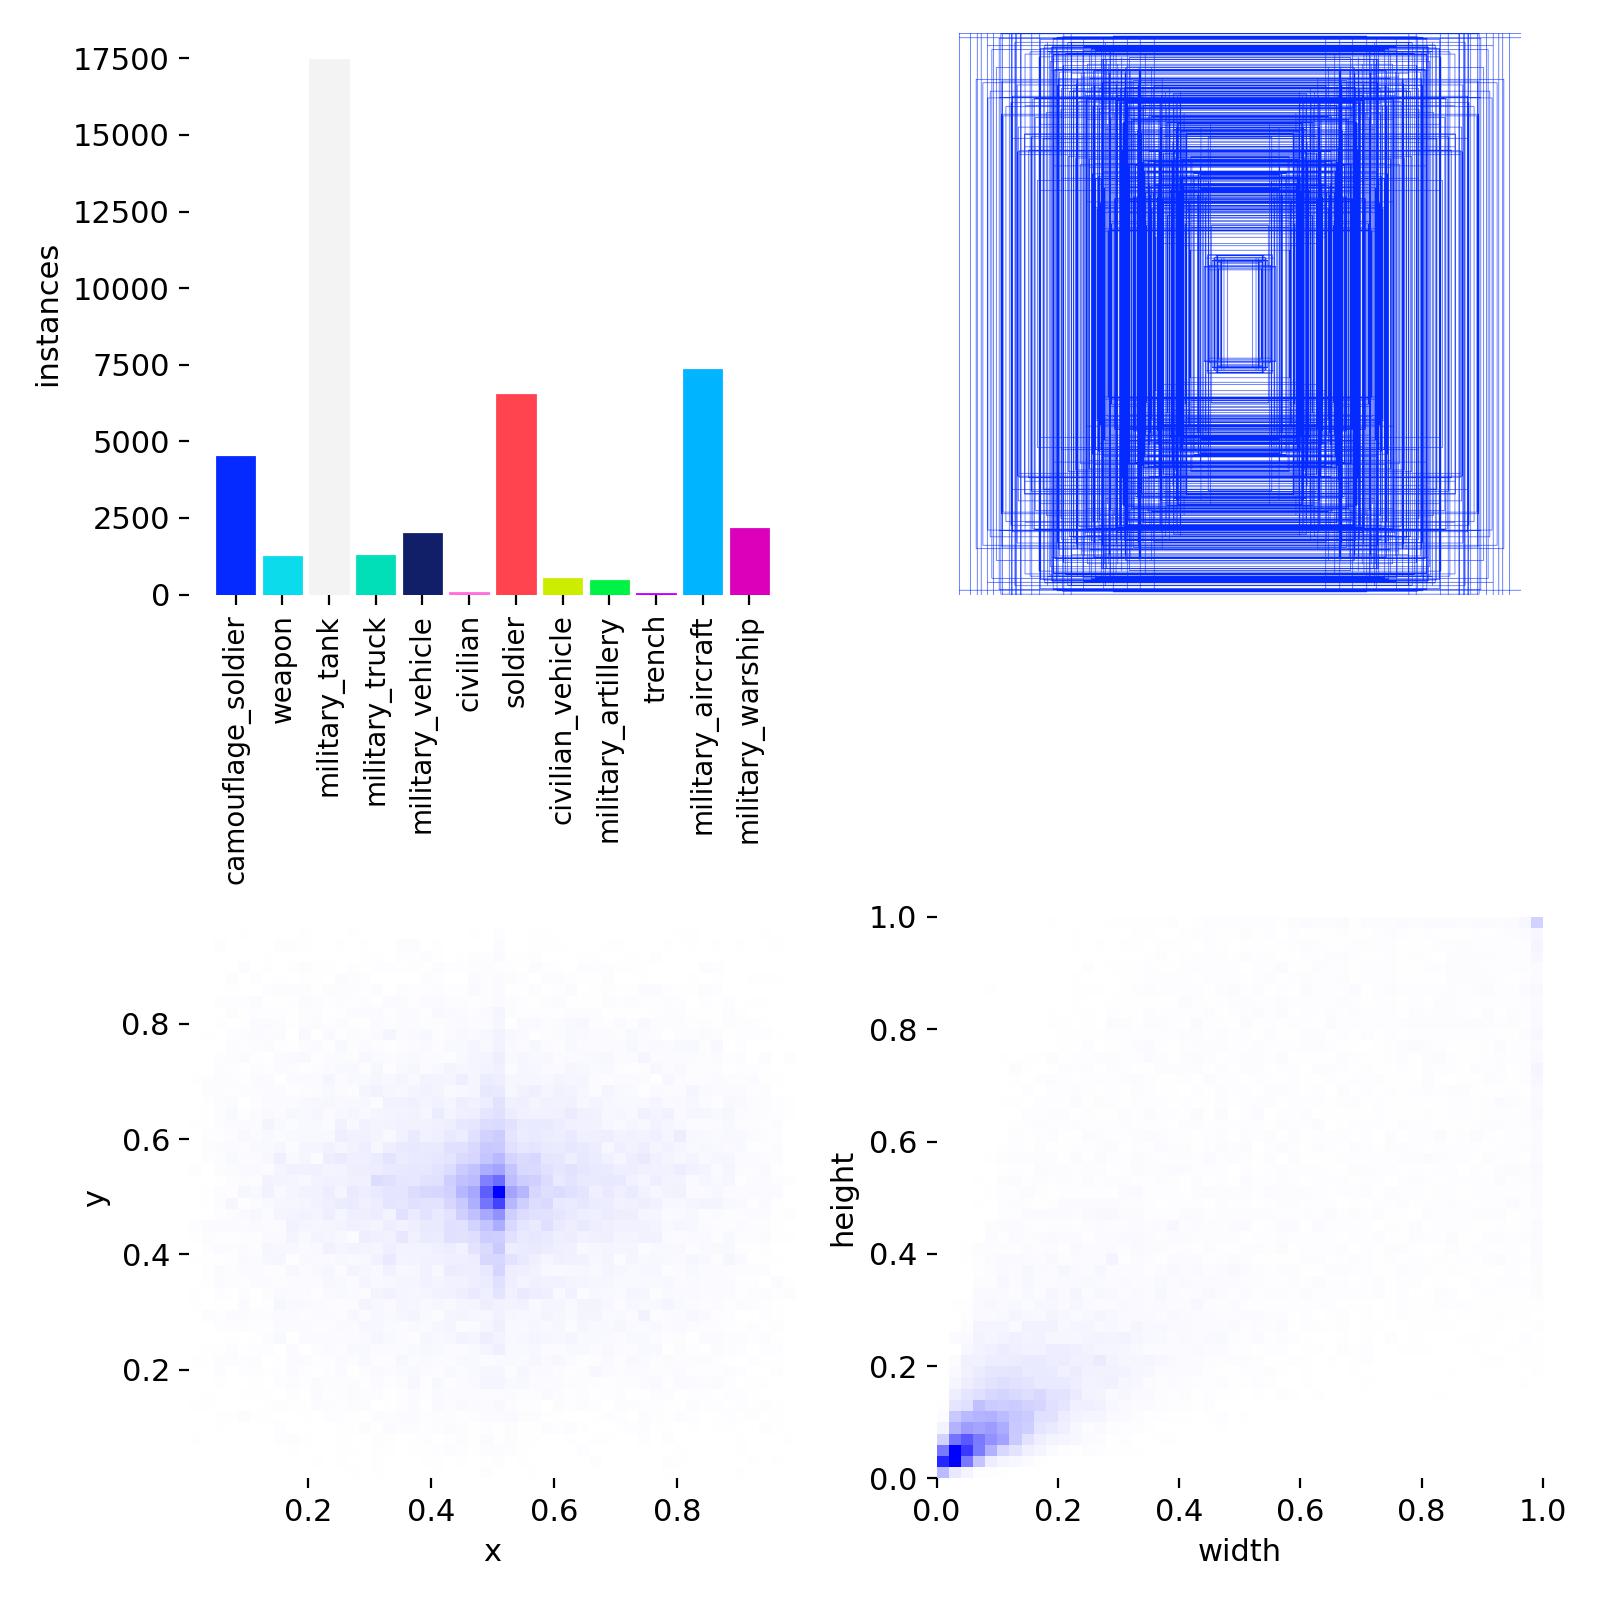 17500
15000
12500
10000
7500
5000
2500
0
instances
camouflage_soldier
weapon
military_tank
military_truck
military_vehicle
civilian
soldier
civilian_vehicle
military_artillery
trench
military_aircraft
military_warship
0.8
0.6
0.4
0.2
y
0.2 0.4 0.6 0.8
x
1.0
0.8
0.6
0.4
0.2
0.0
height
0.0 0.2 0.4 0.6 0.8 1.0
width